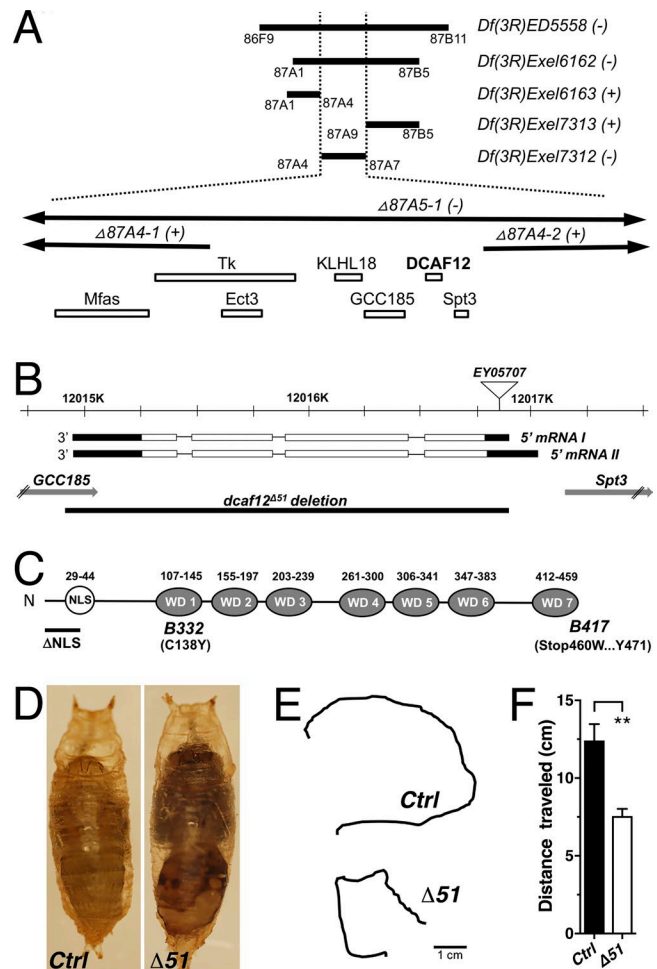 A
Df(3R)ED5558 (-)
86F9 87B11
Df(3R)Exel6162 (-)
87A1 87B5
Df(3R)Exel6163 (+)
87A1 87A4
Df(3R)Exel7313 (+)
87A9 87B5
Df(3R)Exel7312 (-)
87A4 87A7
Δ87A5-1 (-)
Δ87A4-1 (+) Δ87A4-2 (+)
Tk KLHL18 DCAF12
Mfas Ect3 GCC185 Spt3
B
EY05707
12015K 12016K 12017K
3' 5' mRNA I
3' 5' mRNA II
GCC185 Spt3
dcaf12Δ51 deletion
C
29-44 107-145 155-197 203-239 261-300 306-341 347-383 412-459
N NLS WD 1 WD 2 WD 3 WD 4 WD 5 WD 6 WD 7
ΔNLS B332 B417
(C138Y) (Stop460W...Y471)
D
Ctrl Δ51
E
Ctrl
Δ51
1 cm
F
Distance traveled (cm)
15
10
5
0
**
Ctrl Δ51